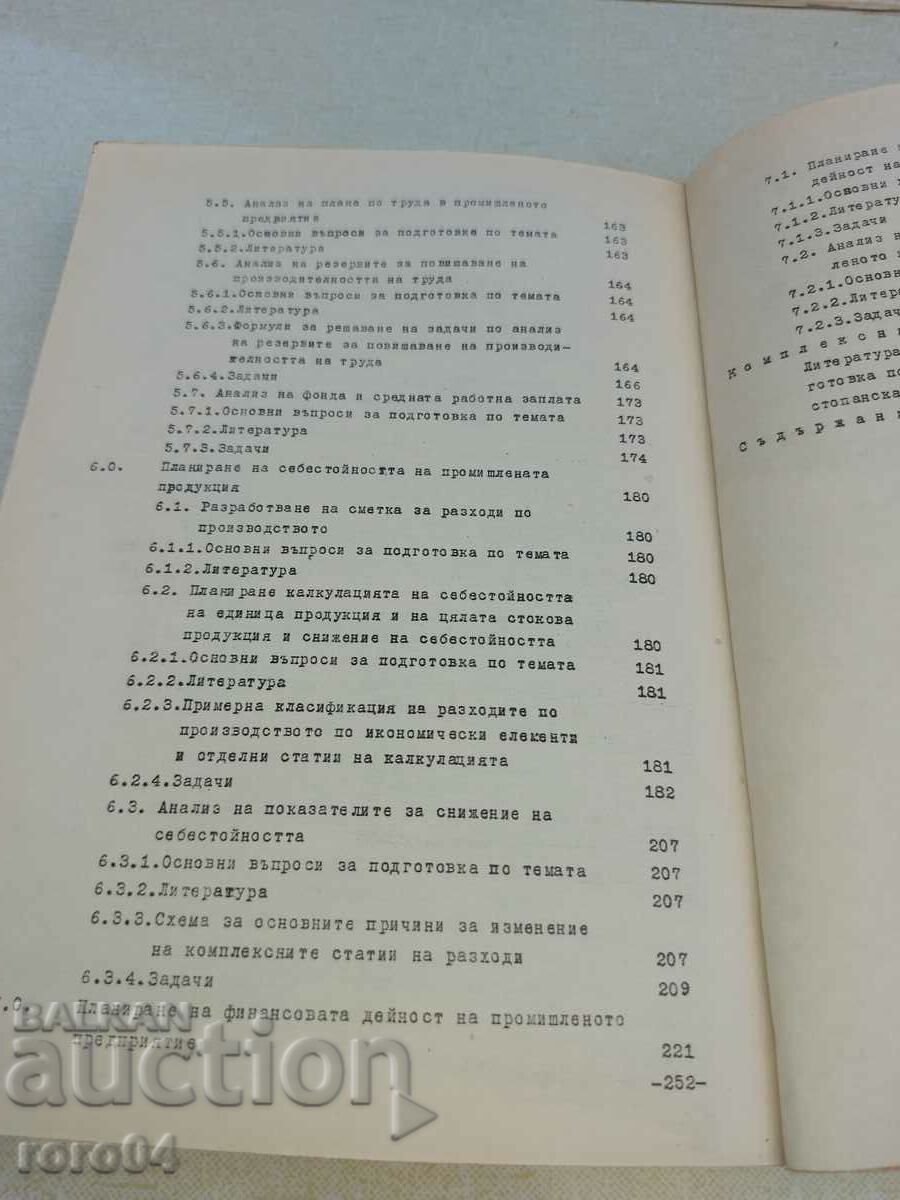 5.5. Анализ на плана по труда в промишленото
предприятие 163
5.5.1.Основни въпроси за подготовке по темата 163
5.5.2.Литература 163
5.6. Анализ на резервите за повишаване на
производителността на труда 164
5.6.1.Основни въпроси за подготовка по темата 164
5.6.2.Литература 164
5.6.3.Формули за решаване на задачи по анализ
на резервите за повишаване на производи-
телността на труда 164
5.6.4.Задачи 166
5.7. Анализ на фонда и средната работна заплата 173
5.7.1.Основни въпроси за подготовка по темата 173
5.7.2.Литература 173
5.7.3.Задачи 174
6.0. Планиране на себестойността на промишлената
продукция 180
6.1. Разработване на сметка за разходи по
производството 180
6.1.1.Основни въпроси за подготовка по темата 180
6.1.2.Литература 180
6.2. Планиране калкулацията на себестойността
на единица продукция и на цялата стокова
продукция и снижение на себестойността 180
6.2.1.Основни въпроси за подготовка по темата 181
6.2.2.Литература 181
6.2.3.Примерна класификация на разходите по
производството по икономически елементи
и отделни статии на калкулацията 181
6.2.4.Задачи 182
6.3. Анализ на показателите за снижение на
себестойността 207
6.3.1.Основни въпроси за подготовка по темата 207
6.3.2.Литература 207
6.3.3.Схема за основните причини за изменение
на комплексните статии на разходи 207
6.3.4.Задачи 209
.0. Планиране на финансовата дейност на промишленото
предприятие 221
-252-
7.1. Планиране
дейност на
7.1.1.Основни
7.1.2.Литератур
7.1.3.Задачи
7.2. Анализ н
леното
7.2.1.Основни
7.2.2.Литера
7.2.3.Задач
К о м п л е к с н
Литература
готовка по
стопанска
С ъ д ъ р ж а н
BALKAN
auction
roro04